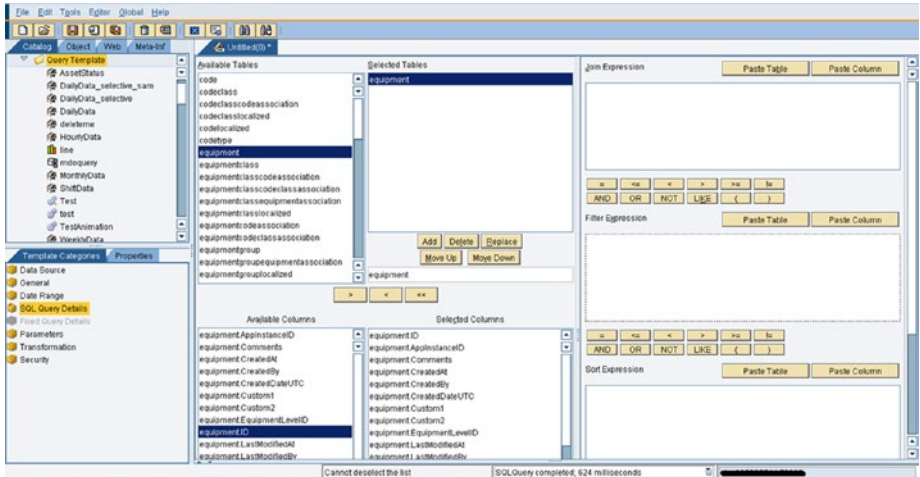 File Edit Tools Editor Global Help
Catalog Object Web Meta-Inf
Untitled(0) *
Query Template
AssetStatus
DailyData_selective_sam
DailyData_selective
DailyData
deleteme
HourlyData
line
mdoquery
MonthlyData
ShiftData
Test
test
TestAnimation
WeeklyData
Template Categories Properties
Data Source
General
Date Range
SQL Query Details
Fixed Query Details
Parameters
Transformation
Security
Available Tables
code
codeclass
codeclasscodeassociation
codeclasslocalized
codelocalized
codetype
equipment
equipmentclass
equipmentclasscodeassociation
equipmentclasscodeclassassociation
equipmentclassequipmentassociation
equipmentclasslocalized
equipmentcodeassociation
equipmentcodeclassassociation
equipmentgroup
equipmentgroupequipmentassociation
equipmentgrouplocalized
Selected Tables
equipment
Add Delete Replace
Move Up Move Down
equipment
> < <<
Available Columns
equipment.AppInstanceID
equipment.Comments
equipment.CreatedAt
equipment.CreatedBy
equipment.CreatedDateUTC
equipment.Custom1
equipment.Custom2
equipment.EquipmentLevelID
equipment.ID
equipment.LastModifiedAt
equipment.LastModifiedBy
Selected Columns
equipment.ID
equipment.AppInstanceID
equipment.Comments
equipment.CreatedAt
equipment.CreatedBy
equipment.CreatedDateUTC
equipment.Custom1
equipment.Custom2
equipment.EquipmentLevelID
equipment.LastModifiedAt
equipment.LastModifiedBy
Join Expression Paste Table Paste Column
= <= < > >= !=
AND OR NOT LIKE ( )
Filter Expression Paste Table Paste Column
= <= < > >= !=
AND OR NOT LIKE ( )
Sort Expression Paste Table Paste Column
Cannot deselect the list SQLQuery completed; 624 milliseconds